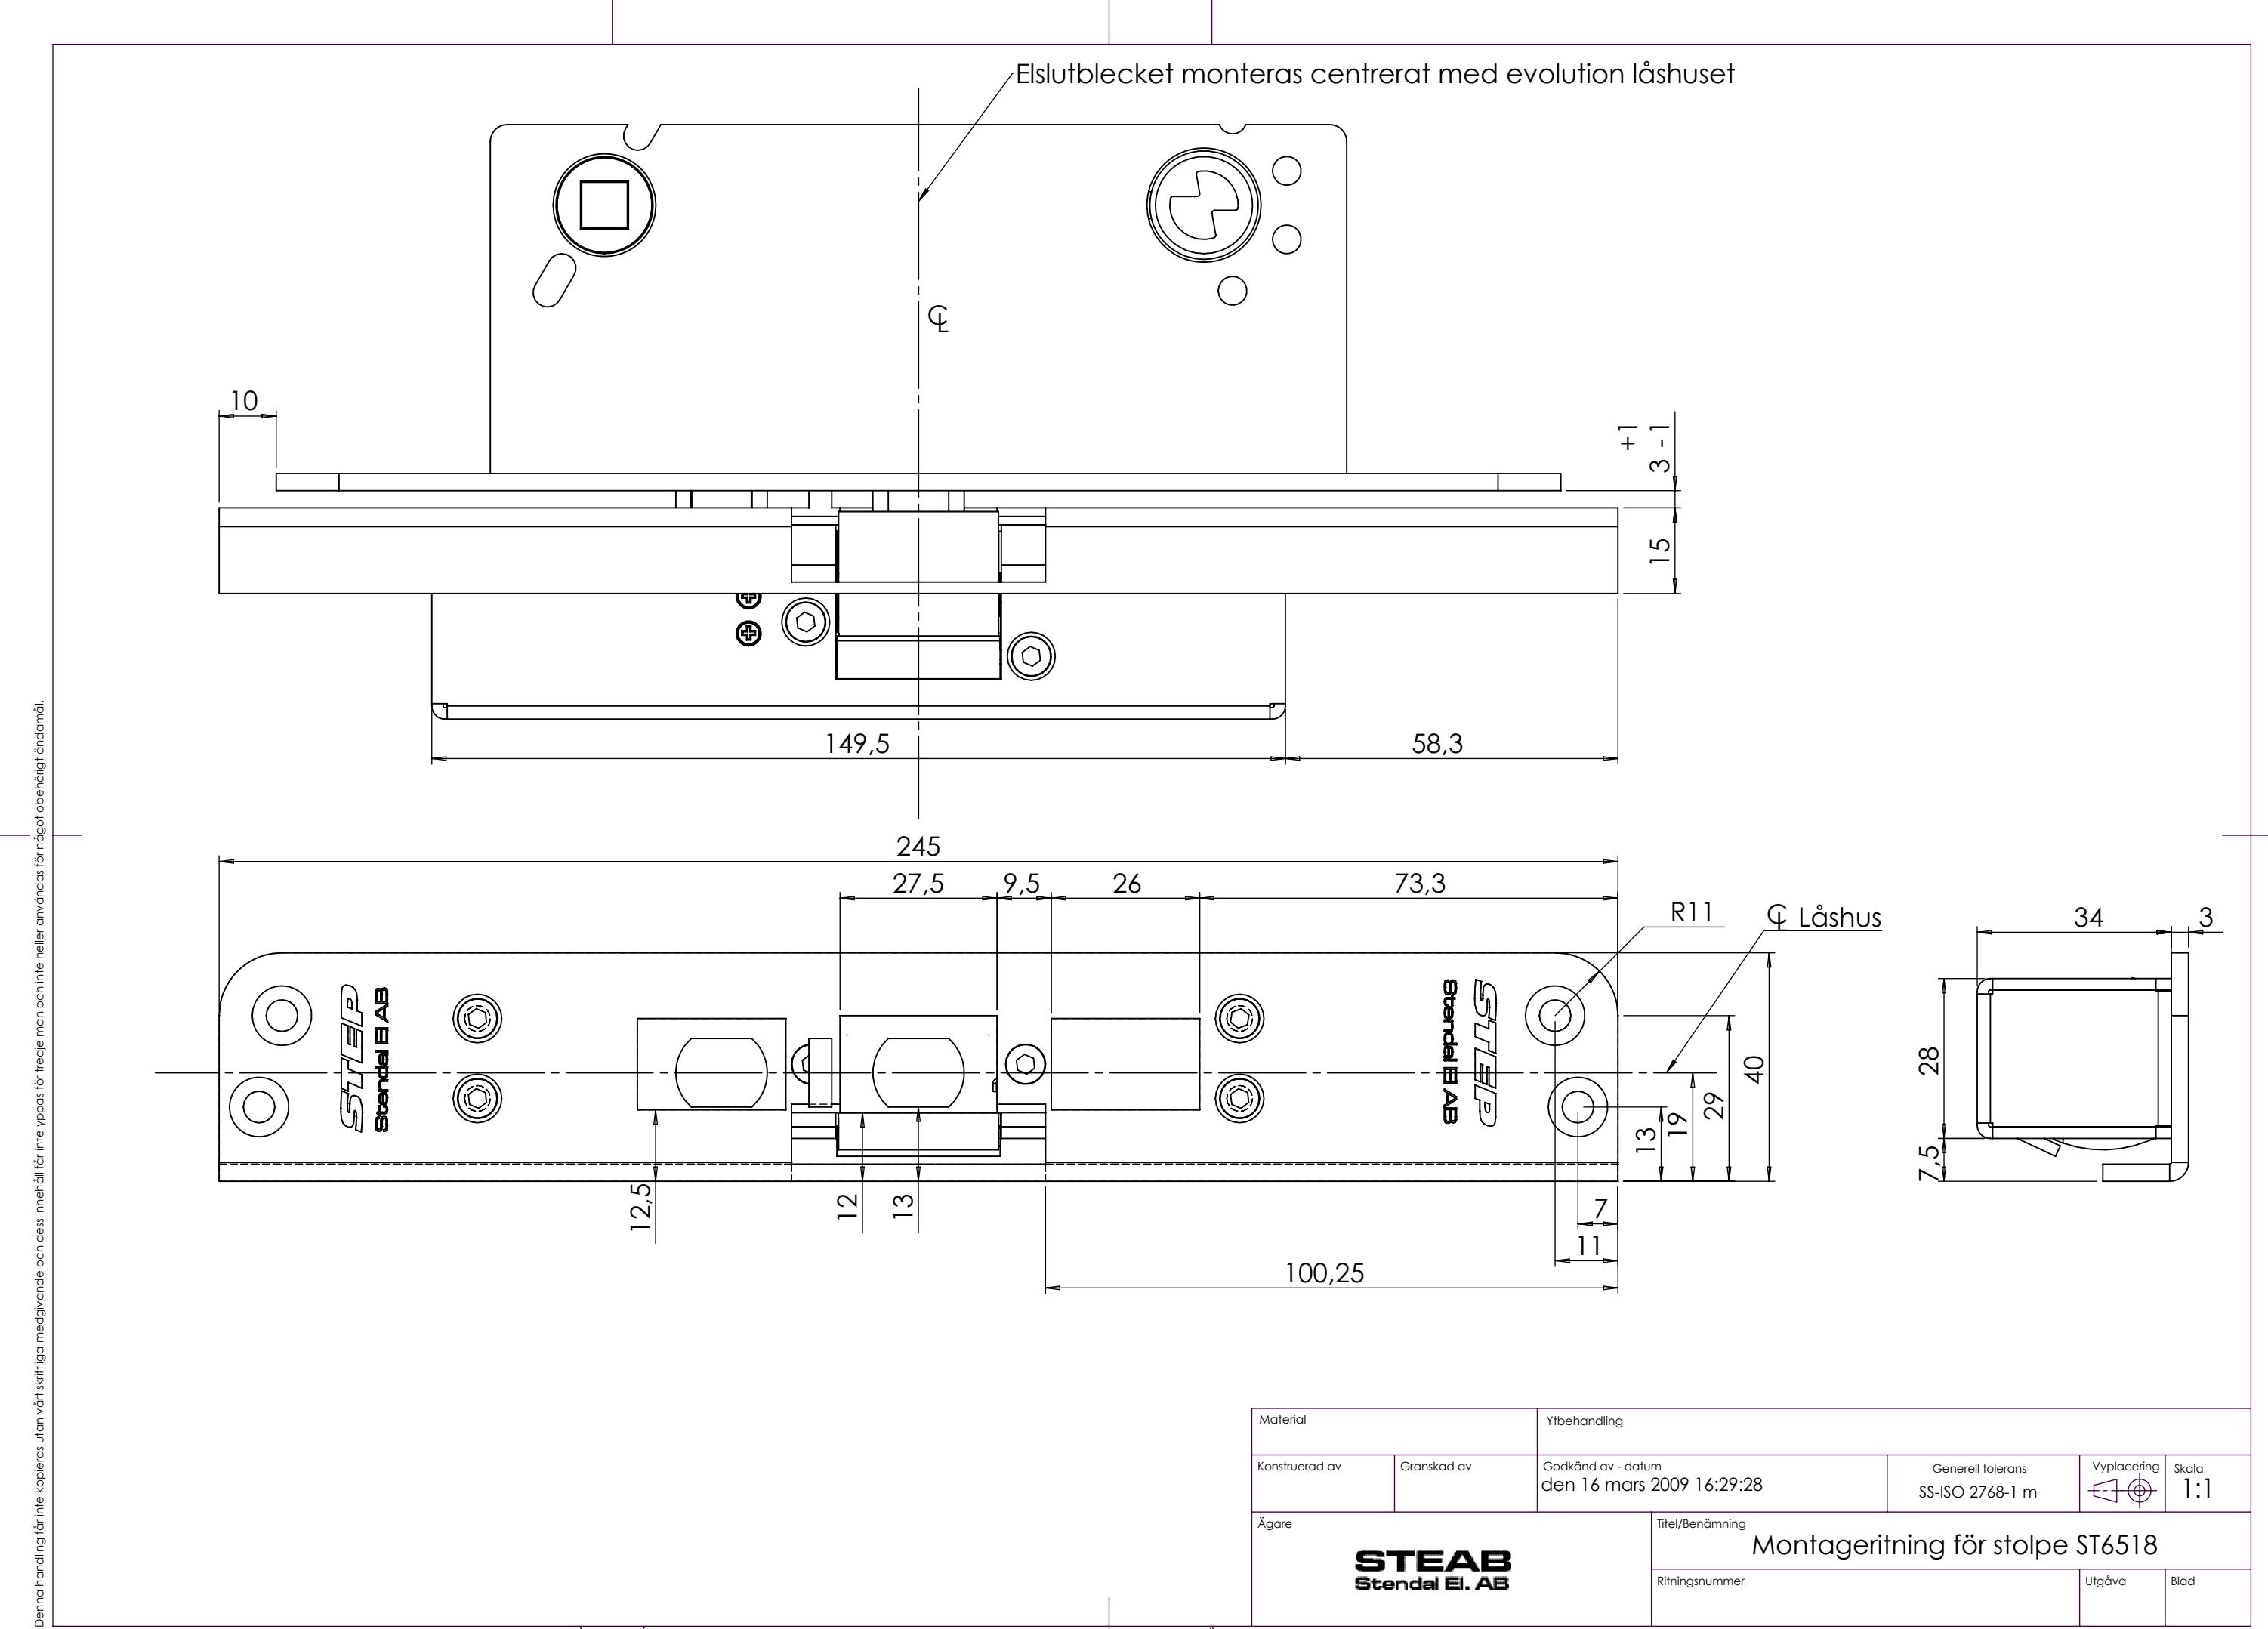 Elslutblecket monteras centrerat med evolution låshuset
℄
10
+1
3 - 1
15
149,5
58,3
245
27,5
9,5
26
73,3
R11
℄ Låshus
34
3
STEP
Stendal El AB
STEP
Stendal El AB
40
29
19
13
28
7,5
12,5
12
13
7
11
100,25
Denna handling får inte kopieras utan vårt skriftliga medgivande och dess innehåll får inte yppas för tredje man och inte heller användas för något obehörigt ändamål.
Material
Ytbehandling
Konstruerad av
Granskad av
Godkänd av - datum
den 16 mars 2009 16:29:28
Generell tolerans
SS-ISO 2768-1 m
Vyplacering
Skala
1:1
Ägare
STEAB
Stendal El. AB
Titel/Benämning
Montageritning för stolpe ST6518
Ritningsnummer
Utgåva
Blad